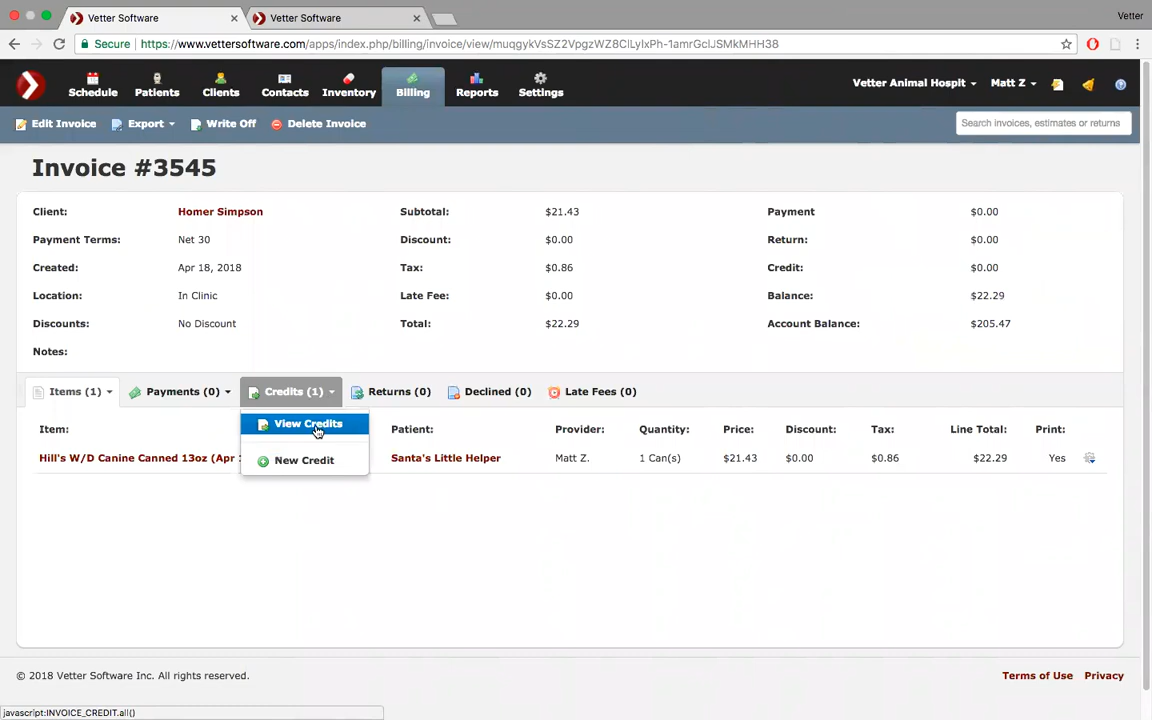 Vetter Software
Vetter Software
Vetter
Secure https://www.vettersoftware.com/apps/index.php/billing/invoice/view/
Schedule Patients Clients Contacts Inventory Billing Reports Settings
Vetter Animal Hospit Matt Z
Edit Invoice Export Write Off Delete Invoice
Search invoices, estimates or returns
Invoice #3545
Client: Homer Simpson Subtotal: $21.43 Payment $0.00
Payment Terms: Net 30 Discount: $0.00 Return: $0.00
Created: Apr 18, 2018 Tax: $0.86 Credit: $0.00
Location: In Clinic Late Fee: $0.00 Balance: $22.29
Discounts: No Discount Total: $22.29 Account Balance: $205.47
Notes:
Items (1) Payments (0) Credits (1) Returns (0) Declined (0) Late Fees (0)
View Credits
New Credit
Item: Patient: Provider: Quantity: Price: Discount: Tax: Line Total: Print:
Hill's W/D Canine Canned 13oz (Apr Santa's Little Helper Matt Z. 1 Can(s) $21.43 $0.00 $0.86 $22.29 Yes
© 2018 Vetter Software Inc. All rights reserved.
Terms of Use Privacy
javascript:INVOICE_CREDIT.all()